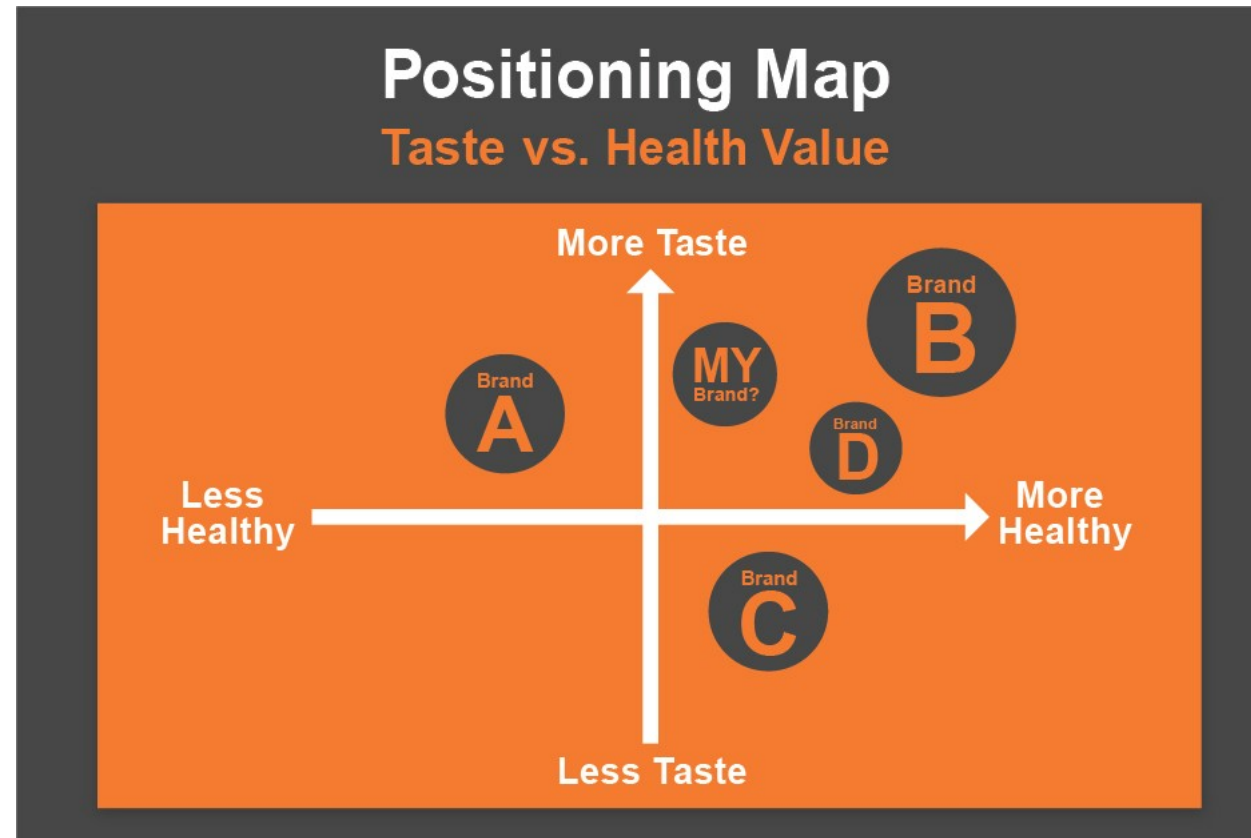 Positioning Map
Taste vs. Health Value
More Taste
Brand
B
MY
Brand?
Brand
A
Brand
D
Less
Healthy
More
Healthy
Brand
C
Less Taste